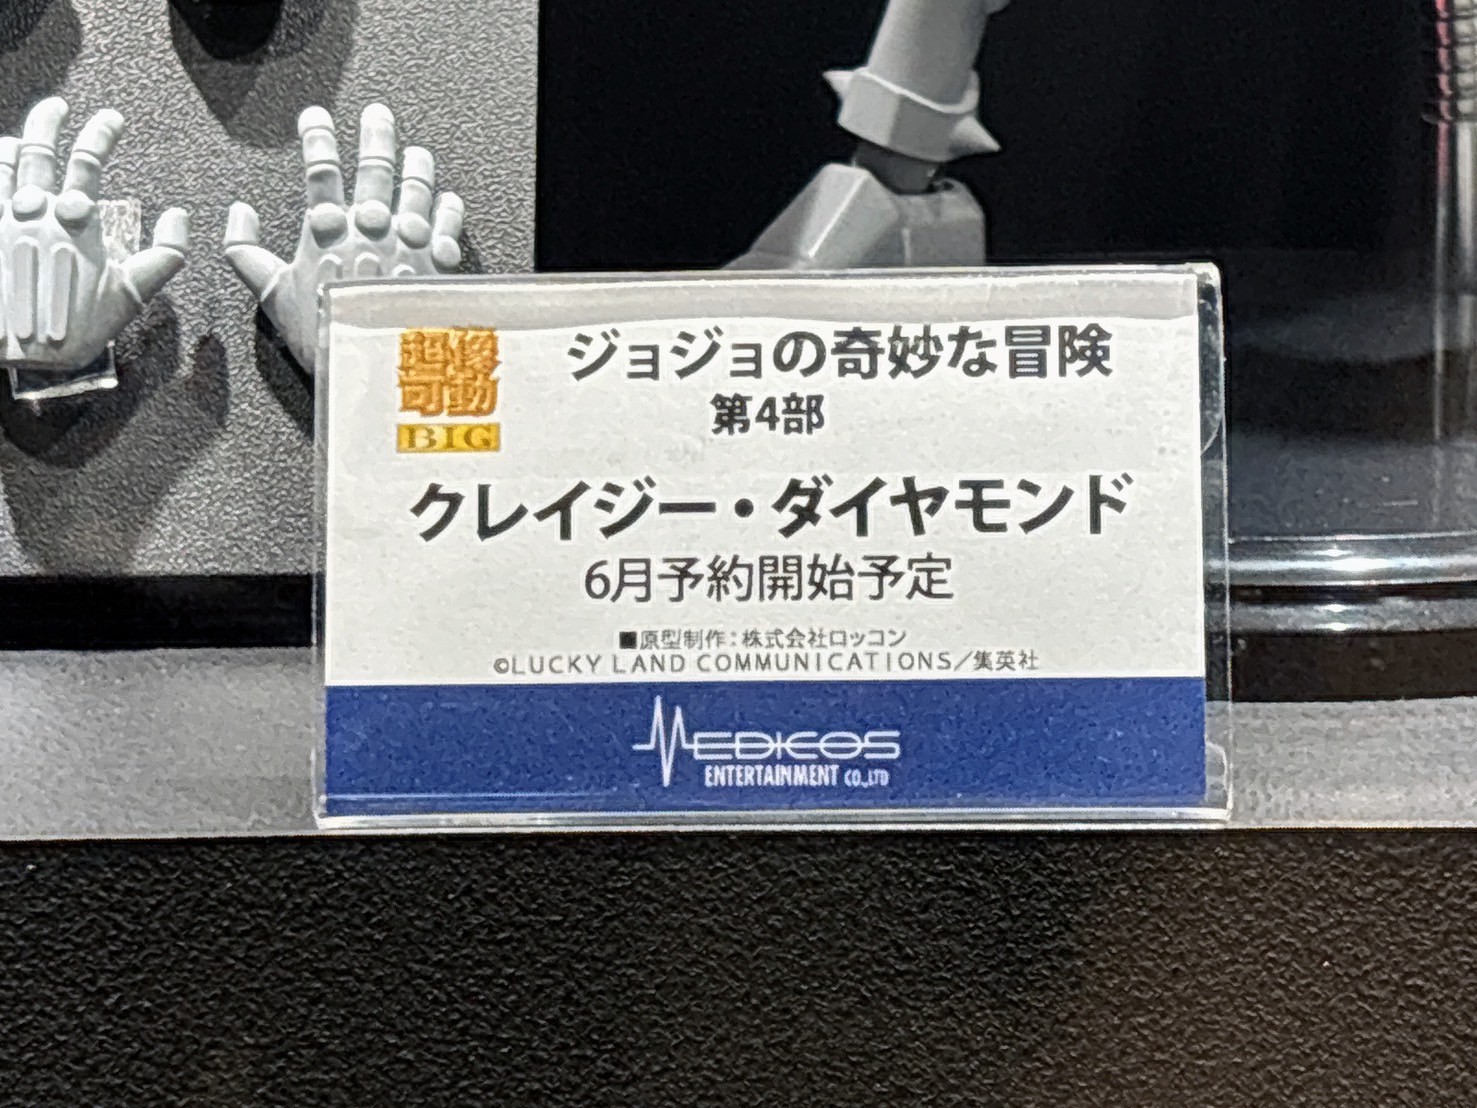 超像
可動
BIG
ジョジョの奇妙な冒険
第4部
クレイジー・ダイヤモンド
6月予約開始予定
■原型制作：株式会社ロッコン
©LUCKY LAND COMMUNICATIONS／集英社
MEDICOS
ENTERTAINMENT CO.,LTD